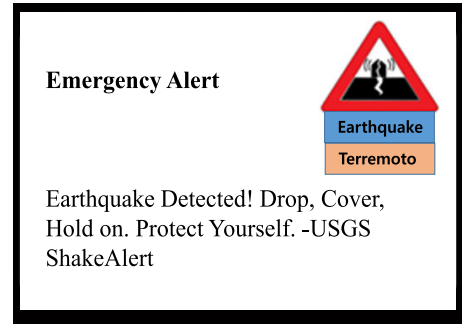 Emergency Alert
Earthquake
Terremoto
Earthquake Detected! Drop, Cover,
Hold on. Protect Yourself. -USGS
ShakeAlert